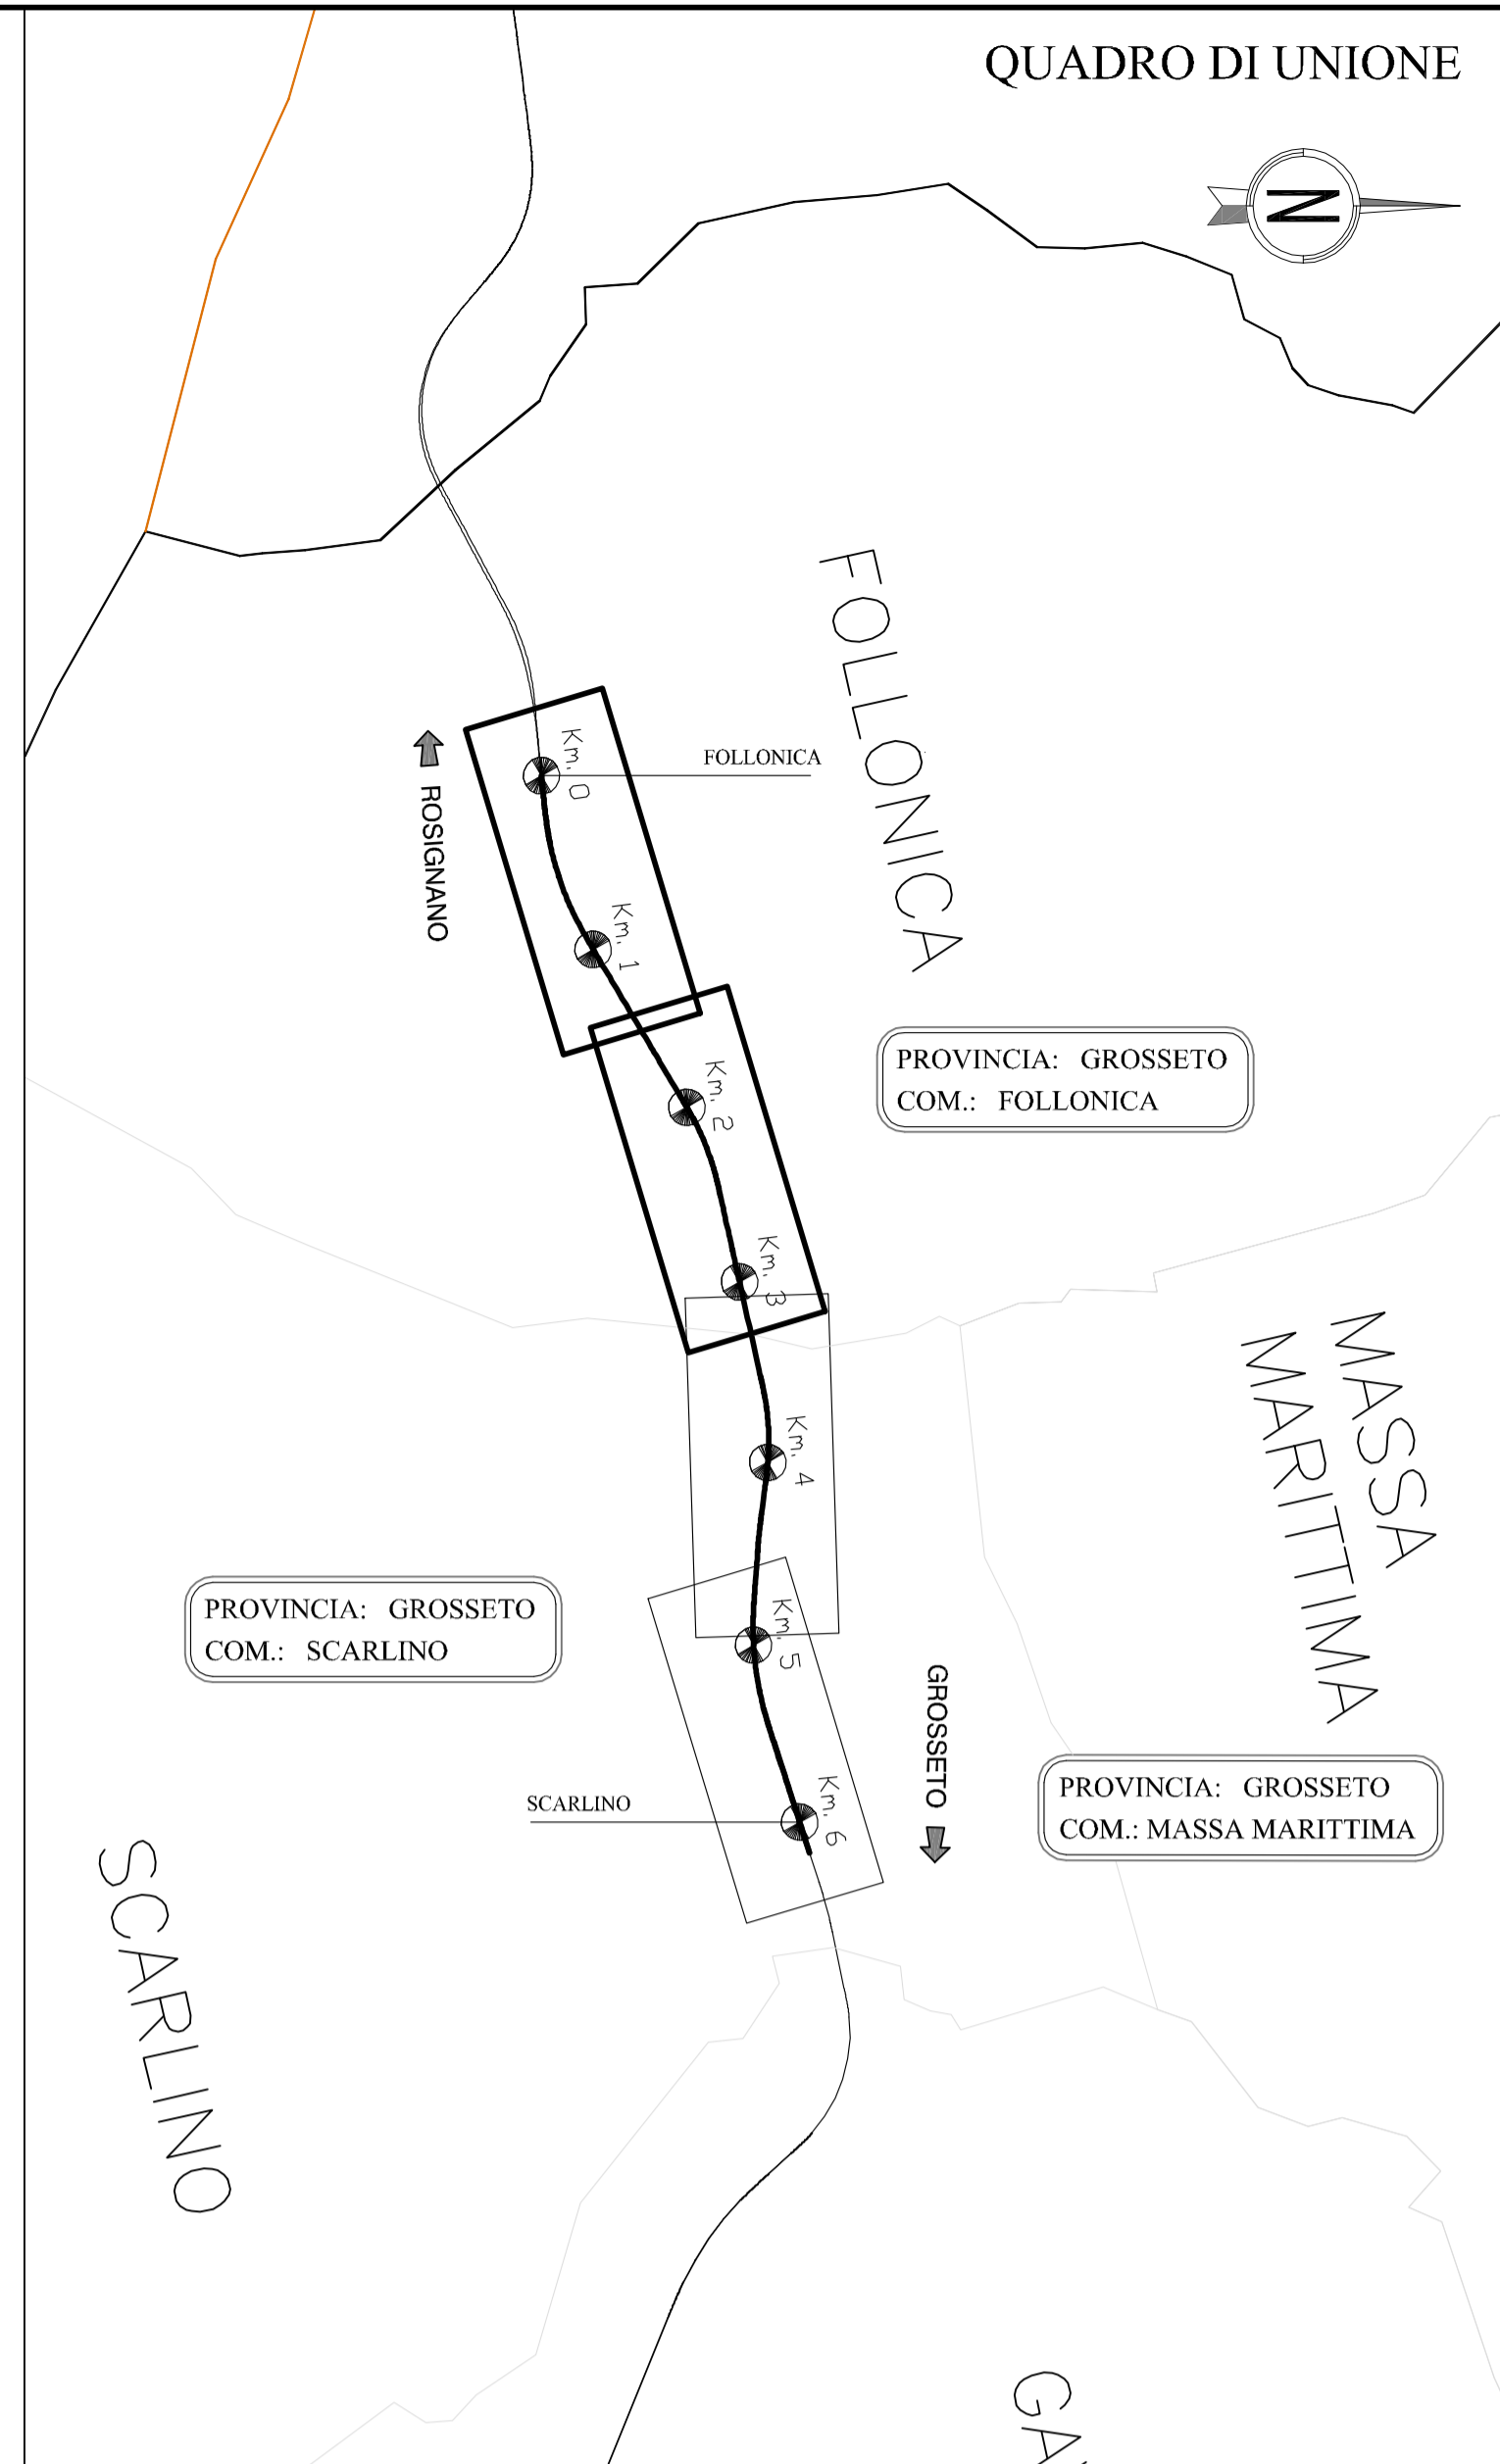 QUADRO DI UNIONE
N
FOLLONICA
Km. 0
FOLLONICA
ROSIGNANO
Km. 1
PROVINCIA: GROSSETO
COM.: FOLLONICA
Km. 2
Km. 3
MASSA
MARITTIMA
Km. 4
PROVINCIA: GROSSETO
COM.: SCARLINO
Km. 5
GROSSETO
PROVINCIA: GROSSETO
COM.: MASSA MARITTIMA
SCARLINO
Km. 6
SCARLINO